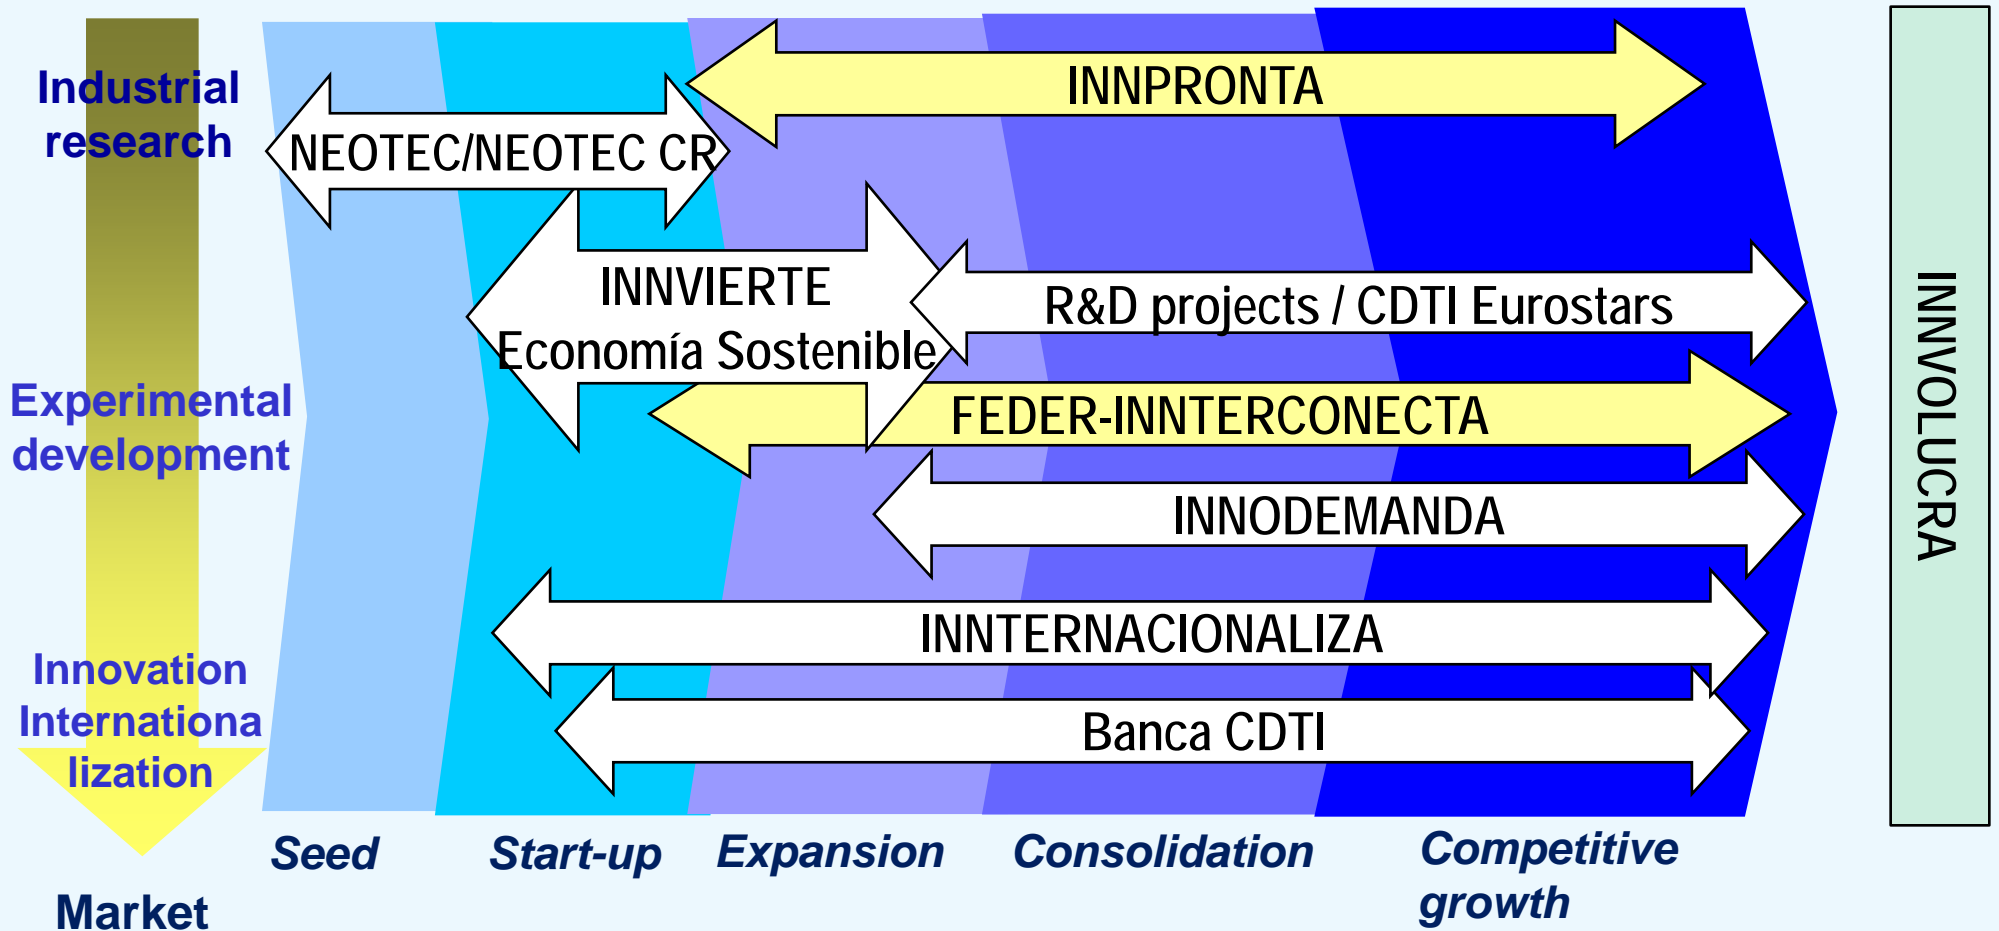 Industrial
research
Experimental
development
Innovation
Internationa
lization
Market
INNPRONTA
NEOTEC/NEOTEC CR
INNVIERTE
Economía Sostenible
R&D projects / CDTI Eurostars
FEDER-INNTERCONECTA
INNODEMANDA
INNTERNACIONALIZA
Banca CDTI
Seed
Start-up
Expansion
Consolidation
Competitive
growth
INNVOLUCRA